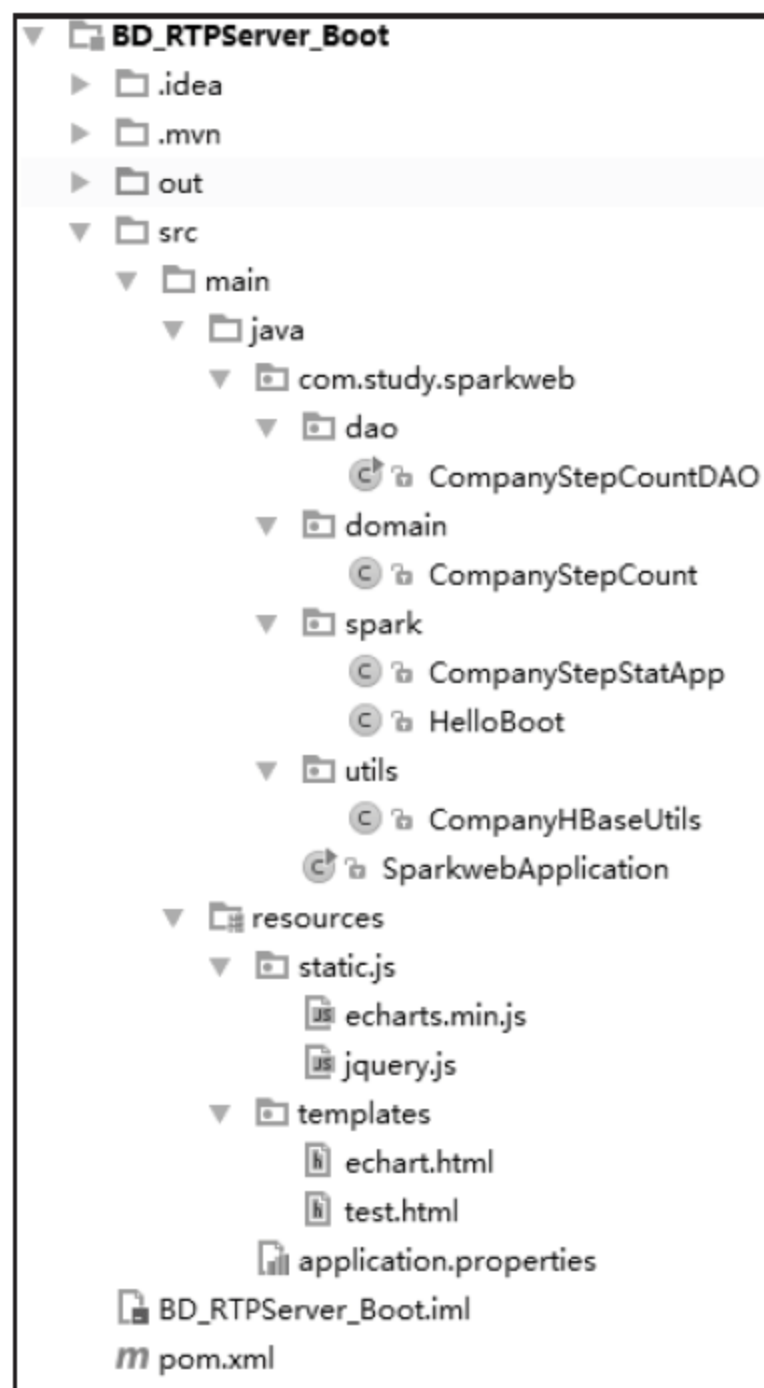 BD_RTPServer_Boot
.idea
.mvn
out
src
main
java
com.study.sparkweb
dao
CompanyStepCountDAO
domain
CompanyStepCount
spark
CompanyStepStatApp
HelloBoot
utils
CompanyHBaseUtils
SparkwebApplication
resources
static.js
echarts.min.js
jquery.js
templates
echart.html
test.html
application.properties
BD_RTPServer_Boot.iml
pom.xml